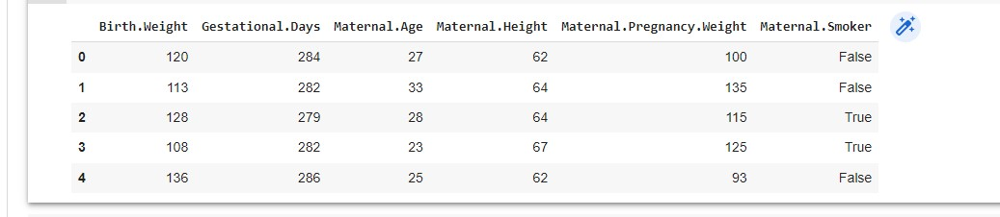 Birth.Weight Gestational.Days Maternal.Age Maternal.Height Maternal.Pregnancy.Weight Maternal.Smoker
0 120 284 27 62 100 False
1 113 282 33 64 135 False
2 128 279 28 64 115 True
3 108 282 23 67 125 True
4 136 286 25 62 93 False